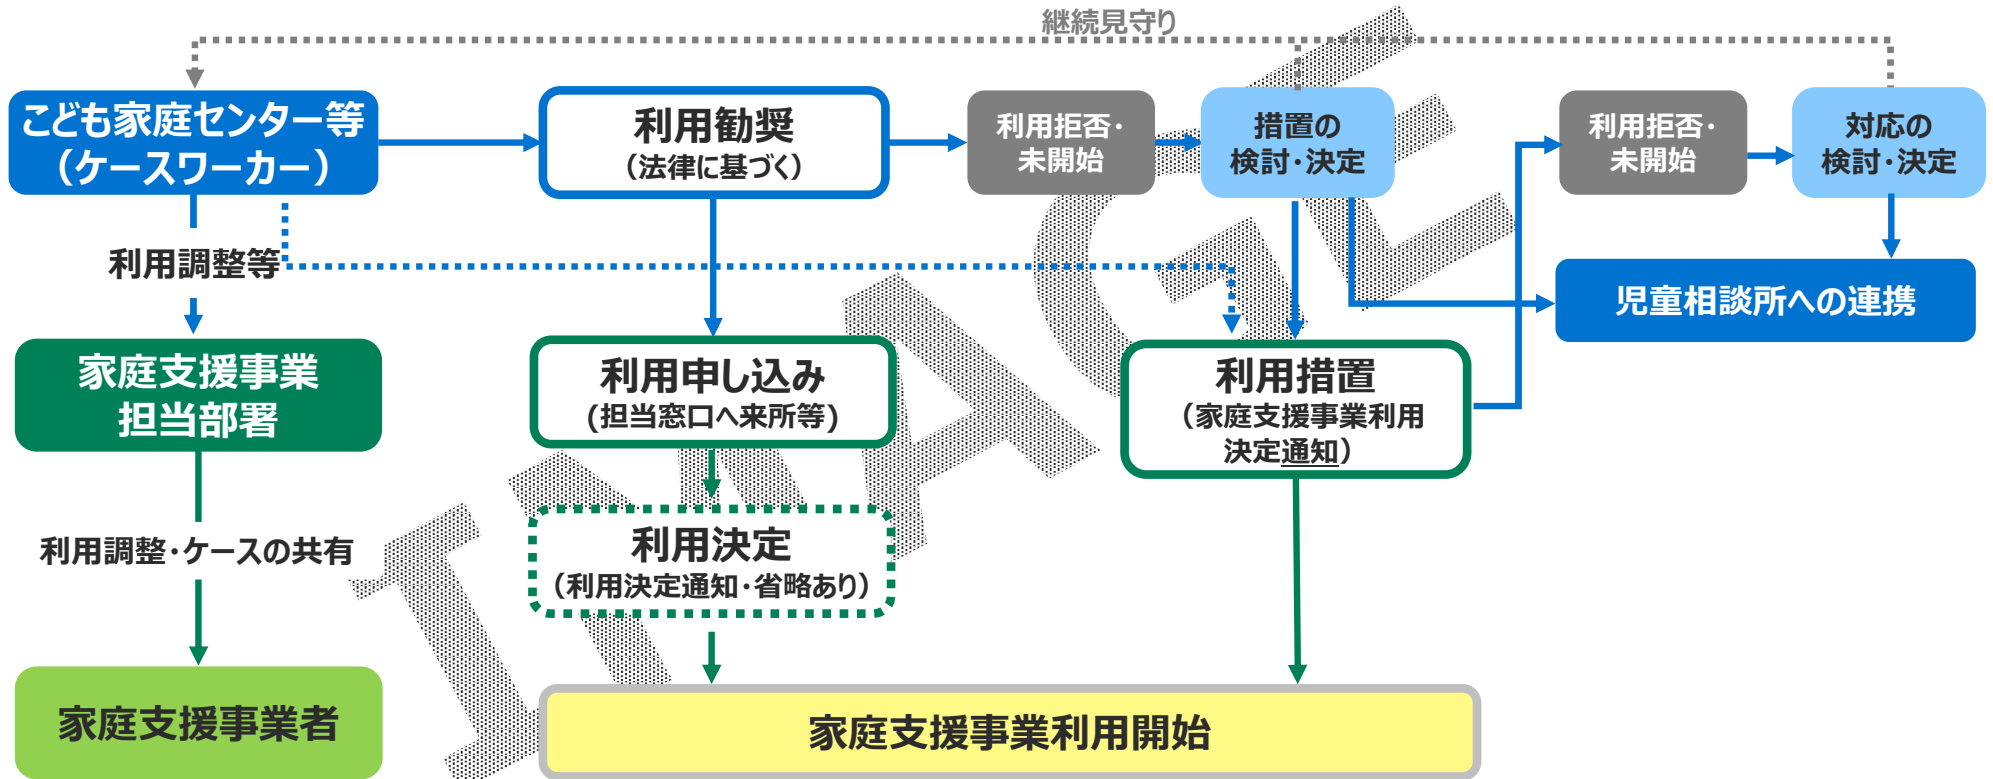 継続見守り
こども家庭センター等
（ケースワーカー）
利用勧奨
（法律に基づく）
利用拒否・
未開始
措置の
検討・決定
利用拒否・
未開始
対応の
検討・決定
利用調整等
児童相談所への連携
家庭支援事業
担当部署
利用申し込み
(担当窓口へ来所等)
利用措置
（家庭支援事業利用
決定通知）
利用調整・ケースの共有
利用決定
（利用決定通知・省略あり）
家庭支援事業者
家庭支援事業利用開始
IMAGE